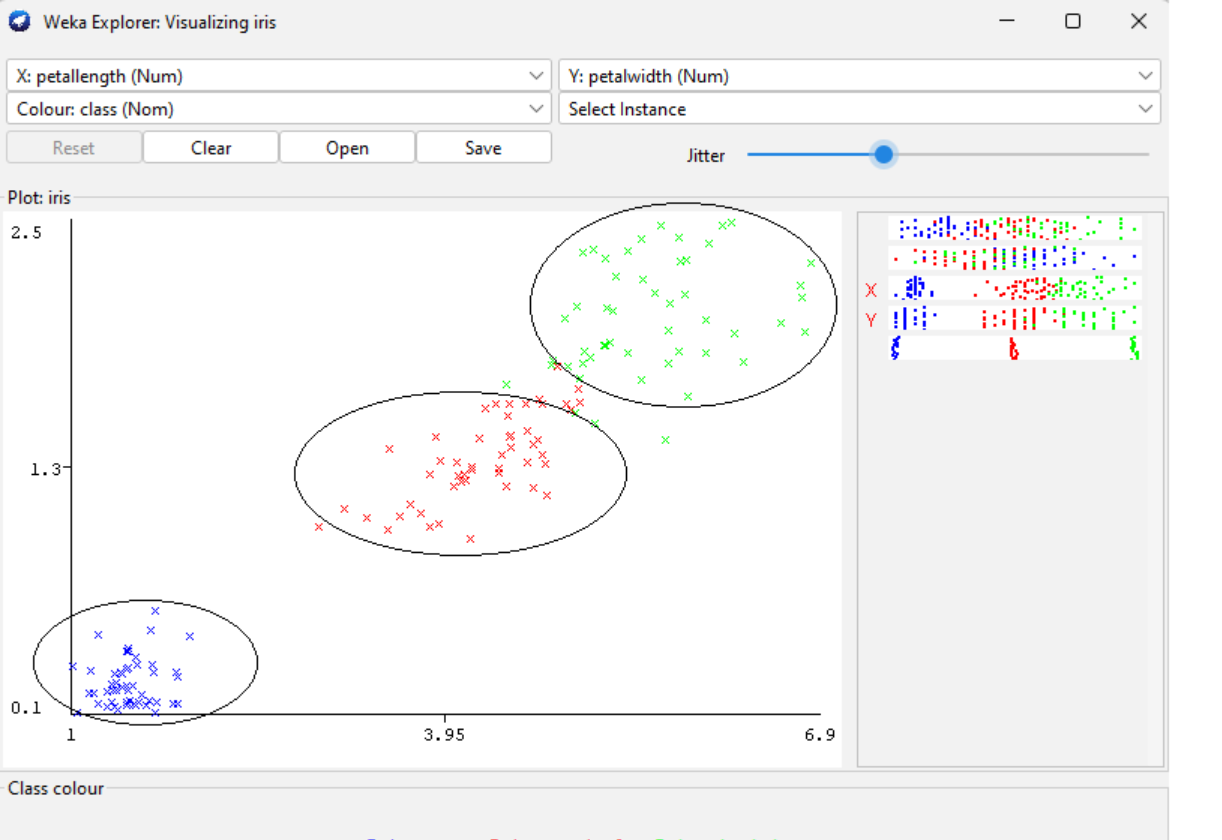 Weka Explorer: Visualizing iris
X: petallength (Num)
Y: petalwidth (Num)
Colour: class (Nom)
Select Instance
Reset
Clear
Open
Save
Jitter
Plot: iris
2.5
1.3
0.1
1
3.95
6.9
X
Y
Class colour